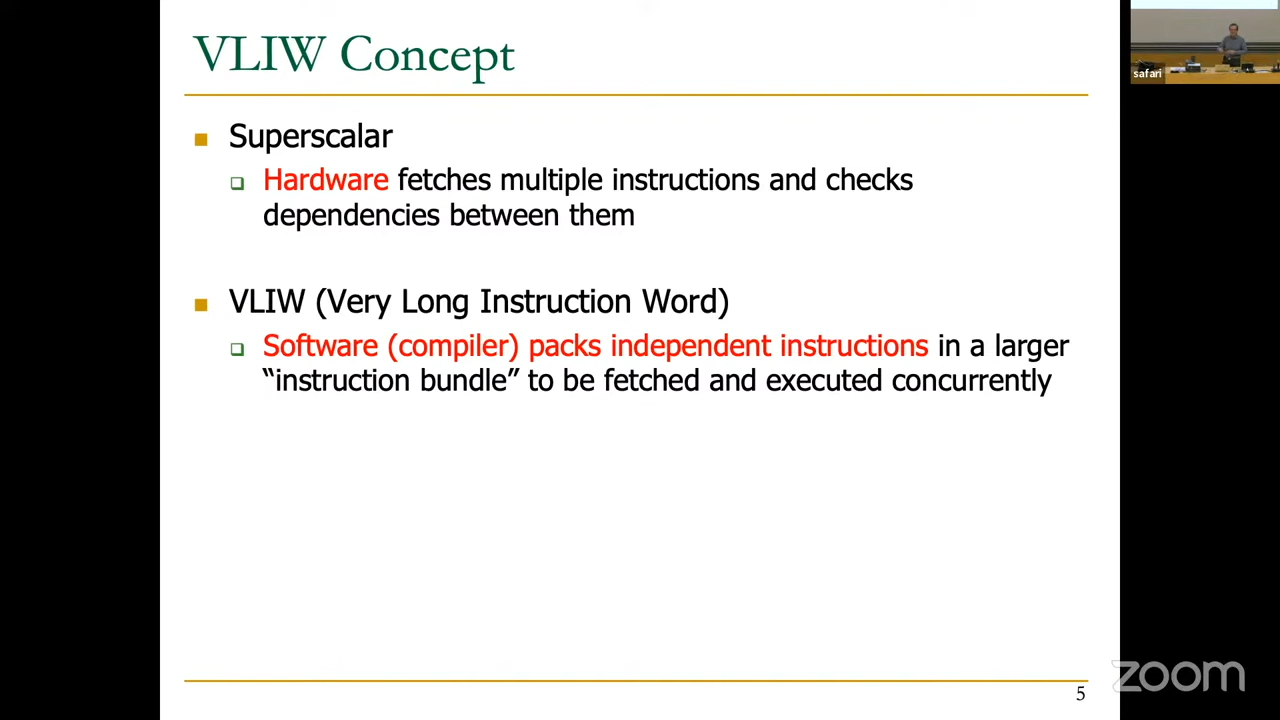 VLIW Concept
Superscalar
Hardware fetches multiple instructions and checks
dependencies between them
VLIW (Very Long Instruction Word)
Software (compiler) packs independent instructions in a larger
“instruction bundle” to be fetched and executed concurrently
5
safari
zoom